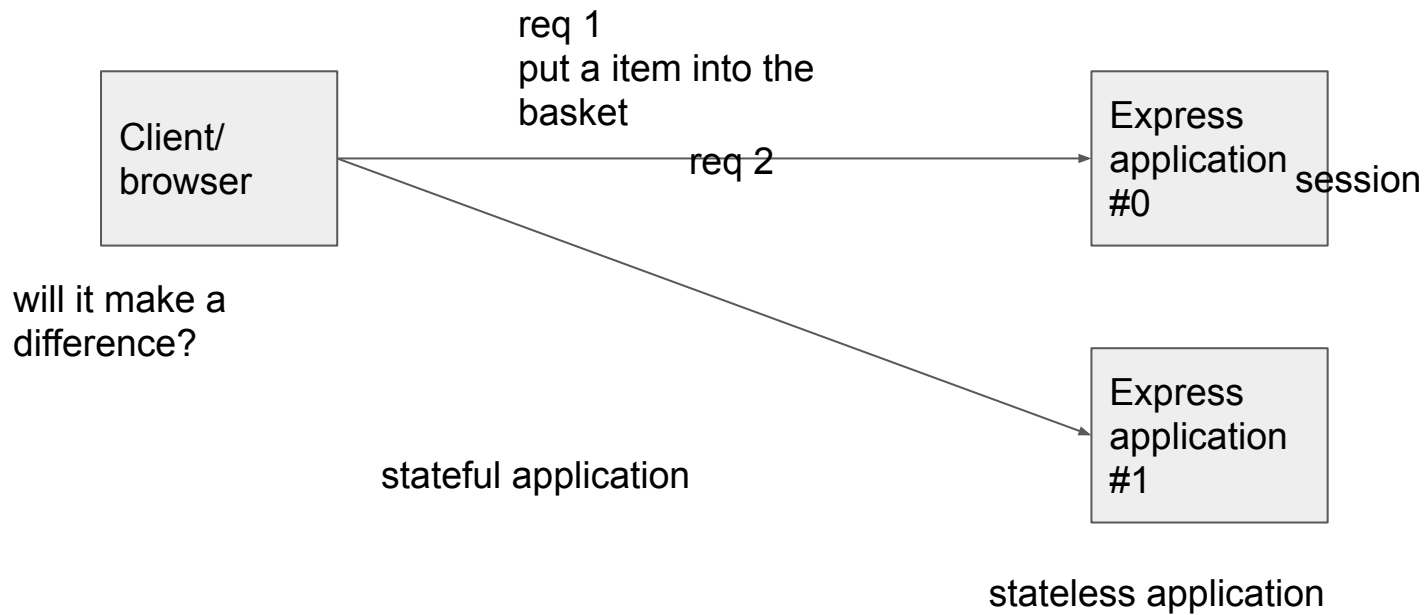 req 1
put a item into the
basket
Client/
browser
req 2
Express
application
#0
session
will it make a
difference?
Express
application
#1
stateful application
stateless application